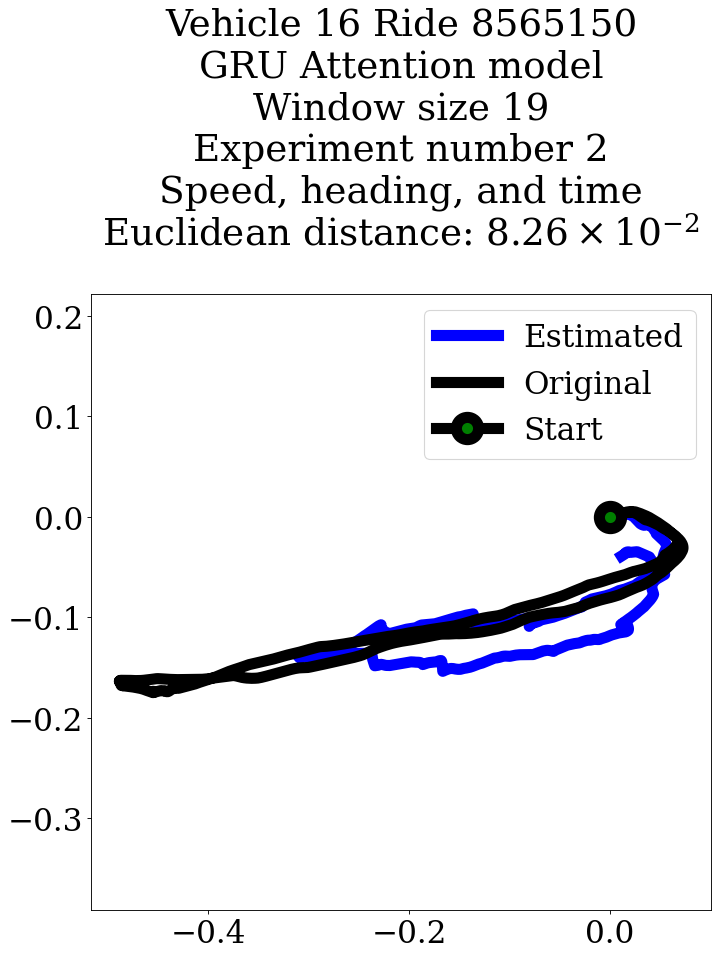 Vehicle 16 Ride 8565150
GRU Attention model
Window size 19
Experiment number 2
Speed, heading, and time
Euclidean distance: 8.26 × 10⁻²
Estimated
Original
Start
0.2
0.1
0.0
−0.1
−0.2
−0.3
−0.4
−0.2
0.0